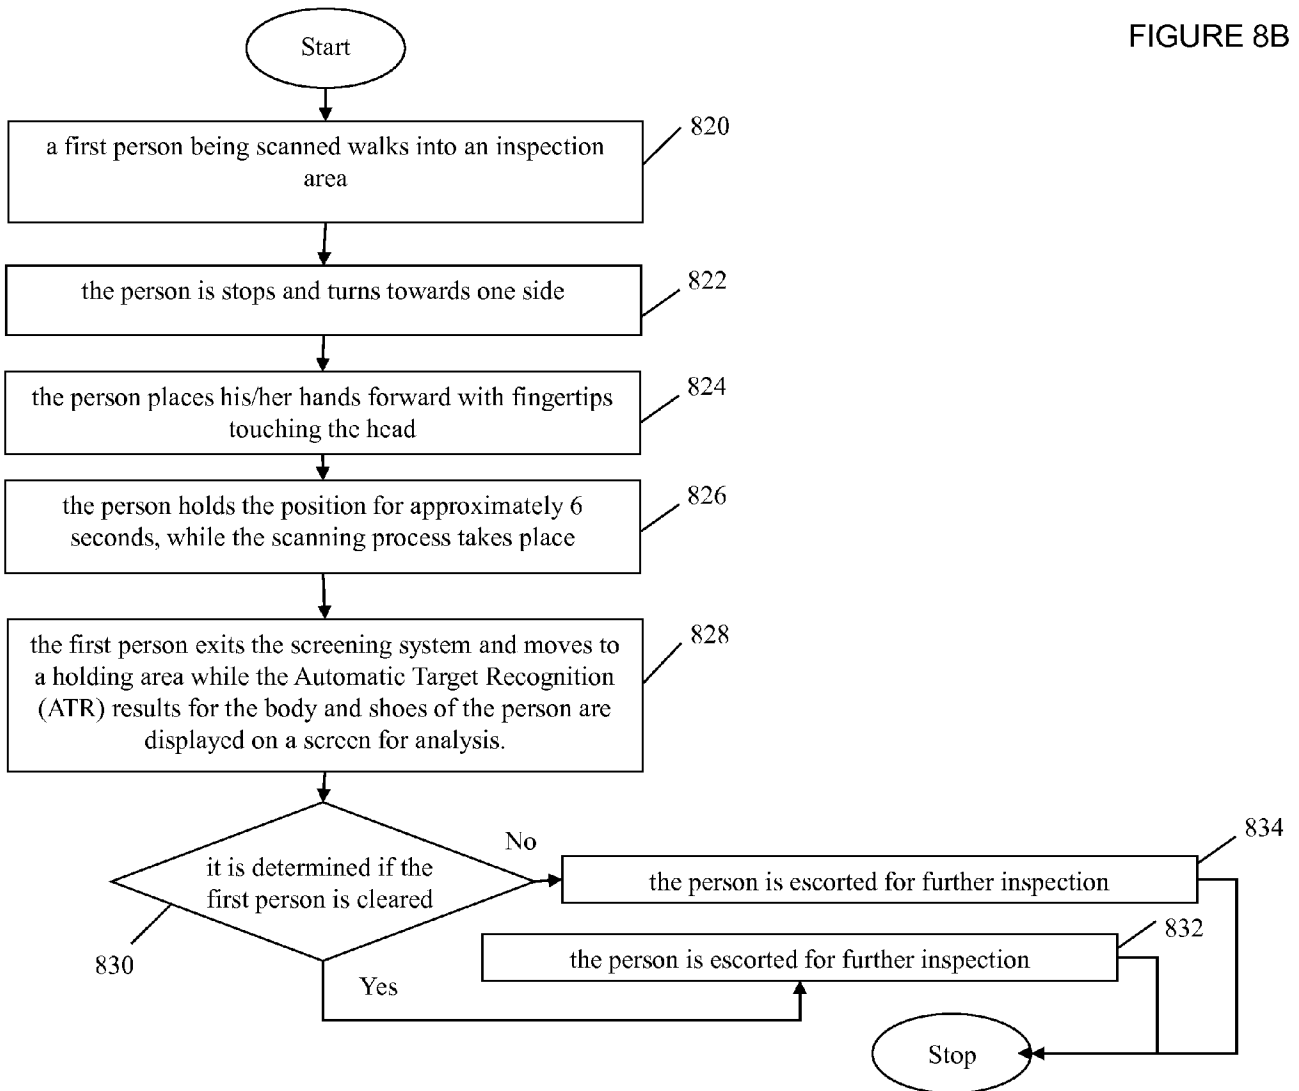 FIGURE 8B
Start
820
a first person being scanned walks into an inspection
area
822
the person is stops and turns towards one side
824
the person places his/her hands forward with fingertips
touching the head
826
the person holds the position for approximately 6
seconds, while the scanning process takes place
828
the first person exits the screening system and moves to
a holding area while the Automatic Target Recognition
(ATR) results for the body and shoes of the person are
displayed on a screen for analysis.
830
it is determined if the
first person is cleared
No
834
the person is escorted for further inspection
Yes
832
the person is escorted for further inspection
Stop